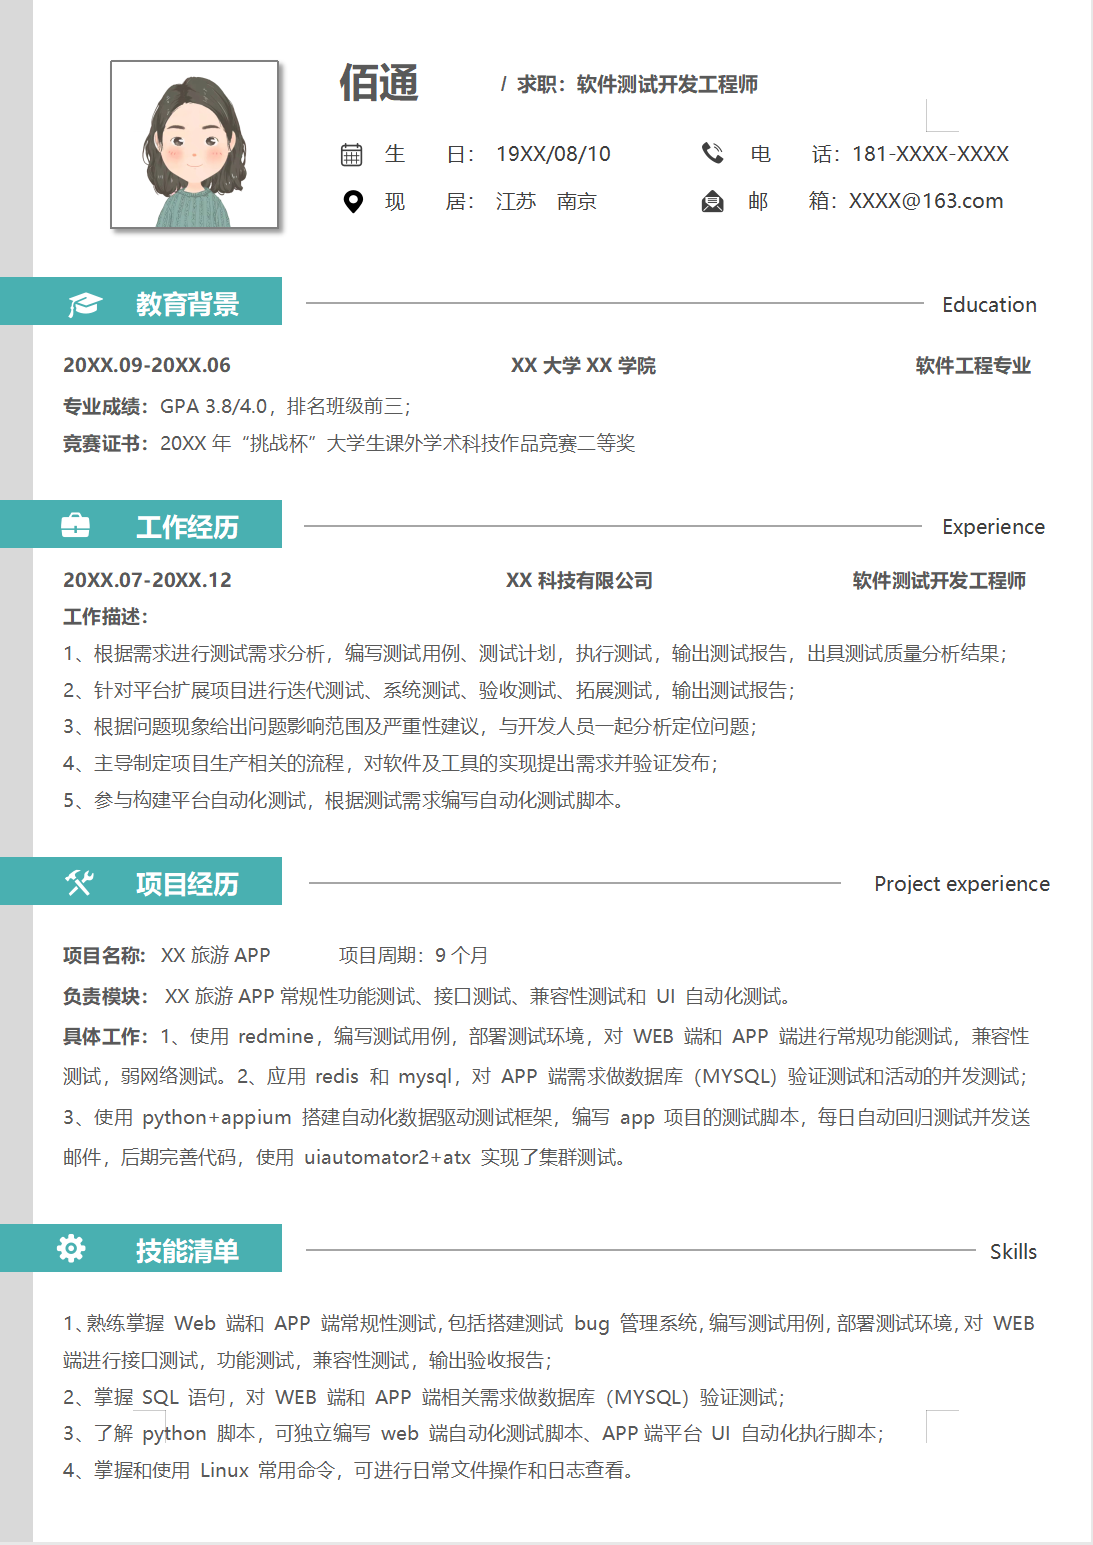 佰通 / 求职：软件测试开发工程师
生 日： 19XX/08/10 电 话：181-XXXX-XXXX
现 居： 江苏 南京 邮 箱：XXXX@163.com
教育背景 Education
20XX.09-20XX.06 XX 大学 XX 学院 软件工程专业
专业成绩：GPA 3.8/4.0，排名班级前三；
竞赛证书：20XX 年“挑战杯”大学生课外学术科技作品竞赛二等奖
工作经历 Experience
20XX.07-20XX.12 XX 科技有限公司 软件测试开发工程师
工作描述：
1、根据需求进行测试需求分析，编写测试用例、测试计划，执行测试，输出测试报告，出具测试质量分析结果；
2、针对平台扩展项目进行迭代测试、系统测试、验收测试、拓展测试，输出测试报告；
3、根据问题现象给出问题影响范围及严重性建议，与开发人员一起分析定位问题；
4、主导制定项目生产相关的流程，对软件及工具的实现提出需求并验证发布；
5、参与构建平台自动化测试，根据测试需求编写自动化测试脚本。
项目经历 Project experience
项目名称: XX 旅游 APP 项目周期：9 个月
负责模块： XX 旅游 APP 常规性功能测试、接口测试、兼容性测试和 UI 自动化测试。
具体工作：1、使用 redmine，编写测试用例，部署测试环境，对 WEB 端和 APP 端进行常规功能测试，兼容性
测试，弱网络测试。2、应用 redis 和 mysql，对 APP 端需求做数据库（MYSQL）验证测试和活动的并发测试；
3、使用 python+appium 搭建自动化数据驱动测试框架，编写 app 项目的测试脚本，每日自动回归测试并发送
邮件，后期完善代码，使用 uiautomator2+atx 实现了集群测试。
技能清单 Skills
1、熟练掌握 Web 端和 APP 端常规性测试，包括搭建测试 bug 管理系统，编写测试用例，部署测试环境，对 WEB
端进行接口测试，功能测试，兼容性测试，输出验收报告；
2、掌握 SQL 语句，对 WEB 端和 APP 端相关需求做数据库（MYSQL）验证测试；
3、了解 python 脚本，可独立编写 web 端自动化测试脚本、APP 端平台 UI 自动化执行脚本；
4、掌握和使用 Linux 常用命令，可进行日常文件操作和日志查看。